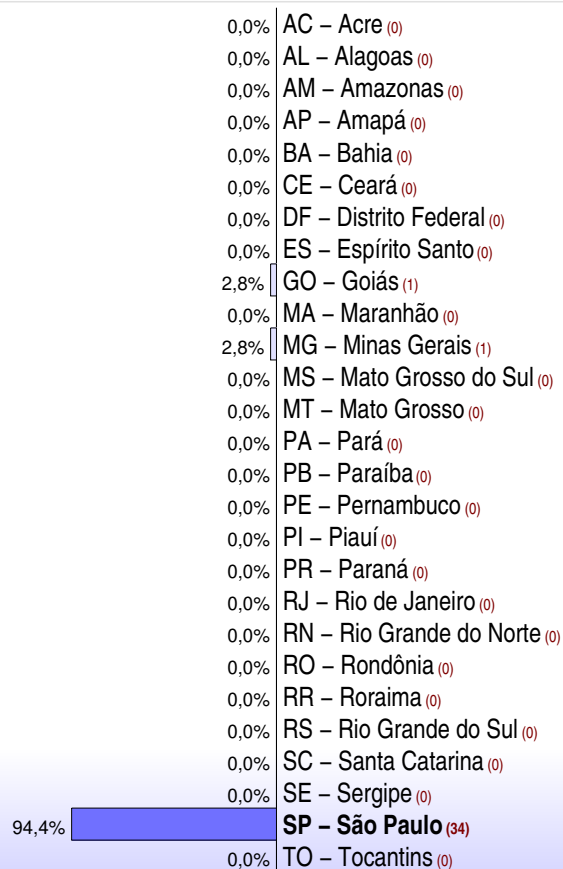 0,0% AC – Acre (0)
0,0% AL – Alagoas (0)
0,0% AM – Amazonas (0)
0,0% AP – Amapá (0)
0,0% BA – Bahia (0)
0,0% CE – Ceará (0)
0,0% DF – Distrito Federal (0)
0,0% ES – Espírito Santo (0)
2,8% GO – Goiás (1)
0,0% MA – Maranhão (0)
2,8% MG – Minas Gerais (1)
0,0% MS – Mato Grosso do Sul (0)
0,0% MT – Mato Grosso (0)
0,0% PA – Pará (0)
0,0% PB – Paraíba (0)
0,0% PE – Pernambuco (0)
0,0% PI – Piauí (0)
0,0% PR – Paraná (0)
0,0% RJ – Rio de Janeiro (0)
0,0% RN – Rio Grande do Norte (0)
0,0% RO – Rondônia (0)
0,0% RR – Roraima (0)
0,0% RS – Rio Grande do Sul (0)
0,0% SC – Santa Catarina (0)
0,0% SE – Sergipe (0)
94,4% SP – São Paulo (34)
0,0% TO – Tocantins (0)